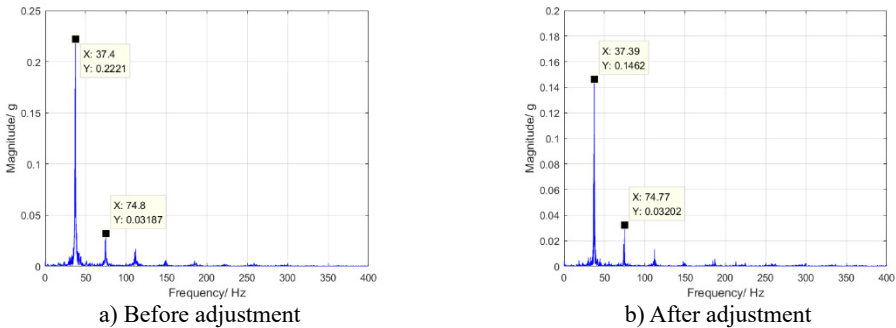 0.25
0.2
0.15
0.1
0.05
0
Magnitude/ g
X: 37.4
Y: 0.2221
X: 74.8
Y: 0.03187
0 50 100 150 200 250 300 350 400
Frequency/ Hz
a) Before adjustment
0.2
0.18
0.16
0.14
0.12
0.1
0.08
0.06
0.04
0.02
0
Magnitude/ g
X: 37.39
Y: 0.1462
X: 74.77
Y: 0.03202
0 50 100 150 200 250 300 350 400
Frequency/ Hz
b) After adjustment